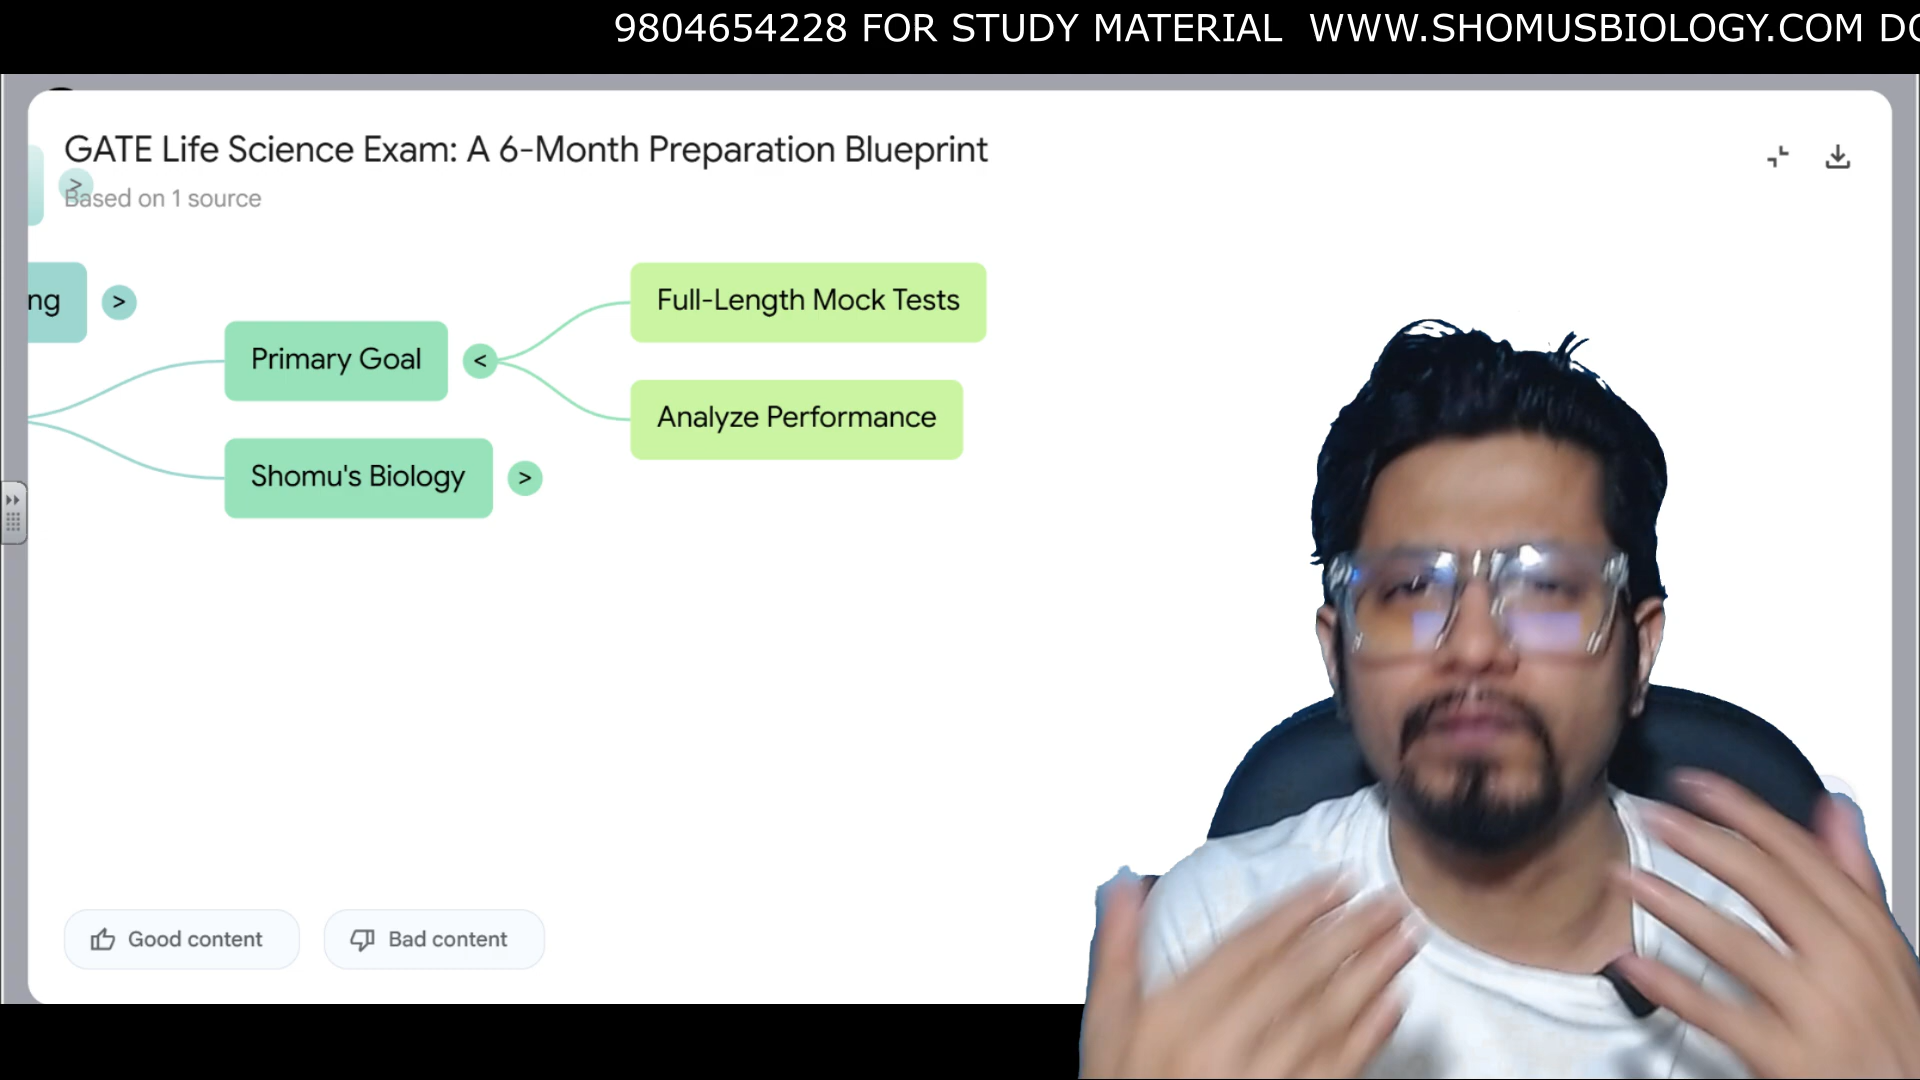 9804654228 FOR STUDY MATERIAL WWW.SHOMUSBIOLOGY.COM
GATE Life Science Exam: A 6-Month Preparation Blueprint
>
Based on 1 source
ng >
Full-Length Mock Tests
Primary Goal <
Analyze Performance
Shomu's Biology >
Good content
Bad content